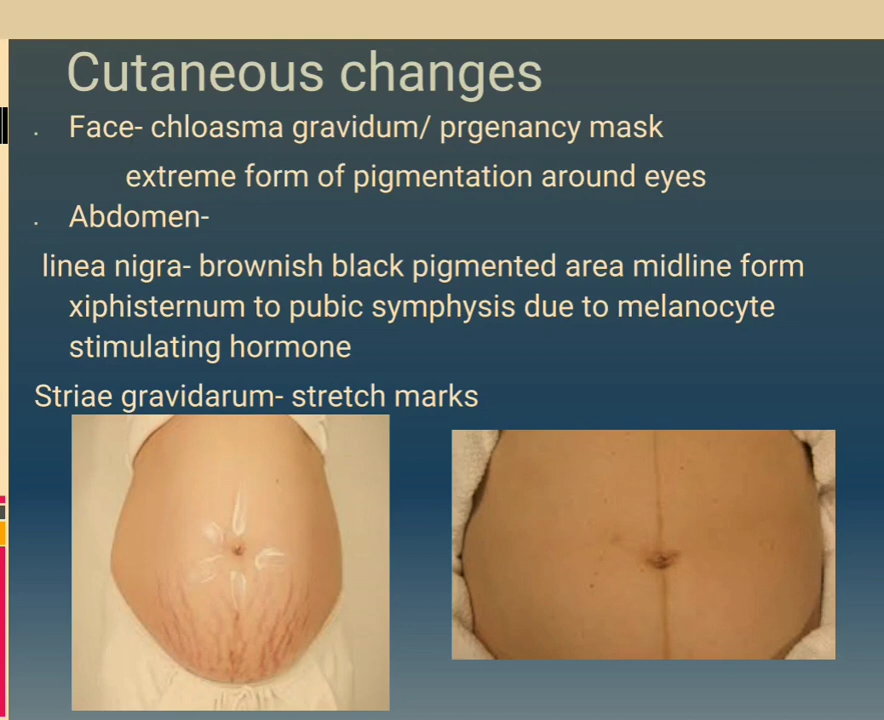 Cutaneous changes
. Face- chloasma gravidum/ prgenancy mask
extreme form of pigmentation around eyes
. Abdomen-
linea nigra- brownish black pigmented area midline form
xiphisternum to pubic symphysis due to melanocyte
stimulating hormone
Striae gravidarum- stretch marks